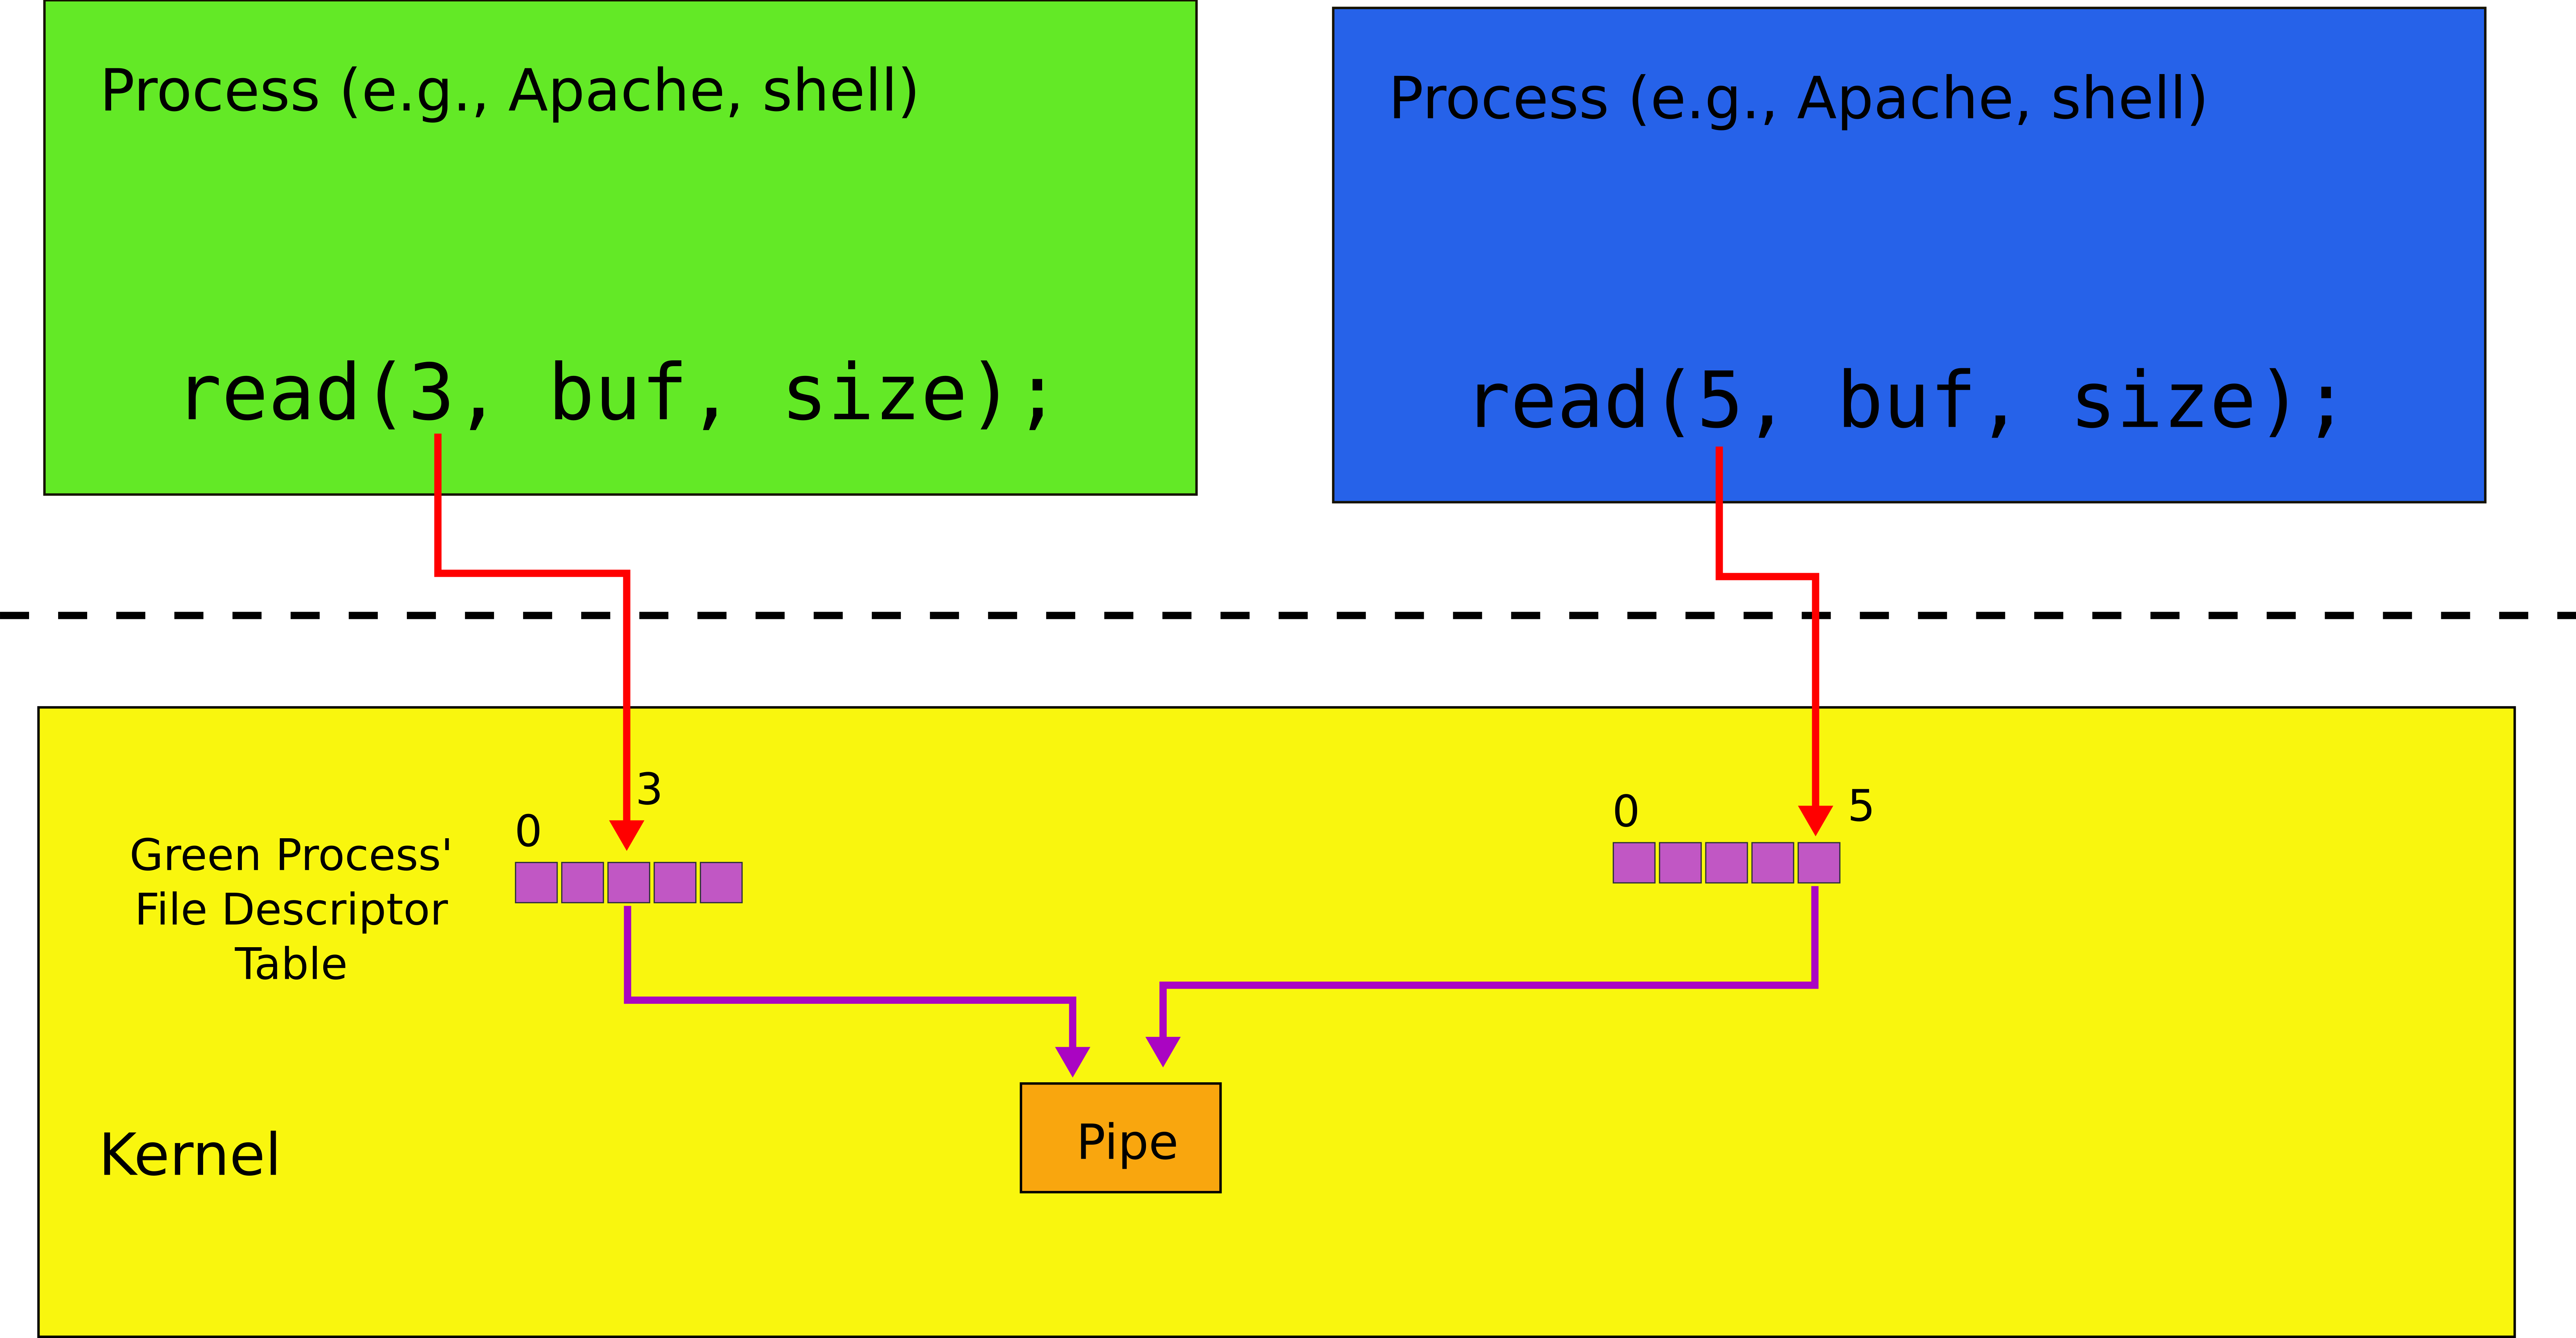 Process (e.g., Apache, shell)
read(3, buf, size);
Process (e.g., Apache, shell)
read(5, buf, size);
0
3
Green Process'
File Descriptor
Table
0
5
Pipe
Kernel